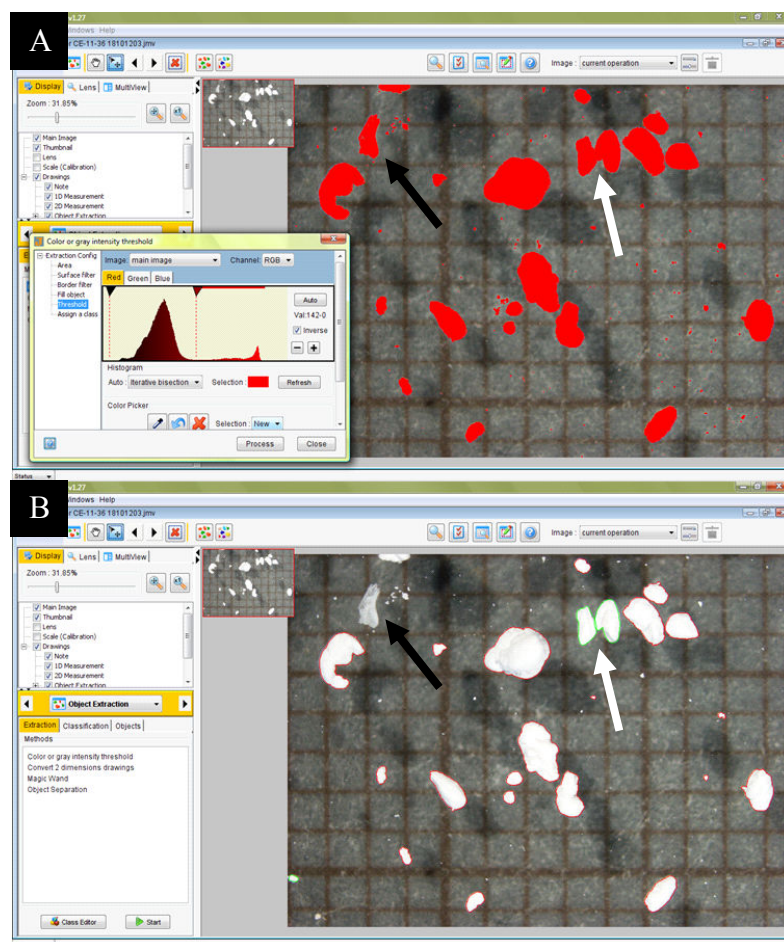 A
v1.27
Windows Help
r CE-11-36 18101203.jmv
Image : current operation
Display Lens MultiView
Zoom : 31.85%
Main Image
Thumbnail
Lens
Scale (Calibration)
Drawings
Note
1D Measurement
2D Measurement
Object Extraction
Color or gray intensity threshold
Extraction Config
Area
Surface filter
Border filter
Fill object
Threshold
Assign a class
Image: main image Channel: RGB
Red Green Blue
Auto
Val:142-0
Inverse
Histogram
Auto : Iterative bisection Selection : Refresh
Color Picker
Selection : New
Process Close
Status
B
v1.27
Windows Help
r CE-11-36 18101203.jmv
Image : current operation
Display Lens MultiView
Zoom : 31.85%
Main Image
Thumbnail
Lens
Scale (Calibration)
Drawings
Note
1D Measurement
2D Measurement
Object Extraction
Object Extraction
Extraction Classification Objects
Methods
Color or gray intensity threshold
Convert 2 dimensions drawings
Magic Wand
Object Separation
Class Editor Start